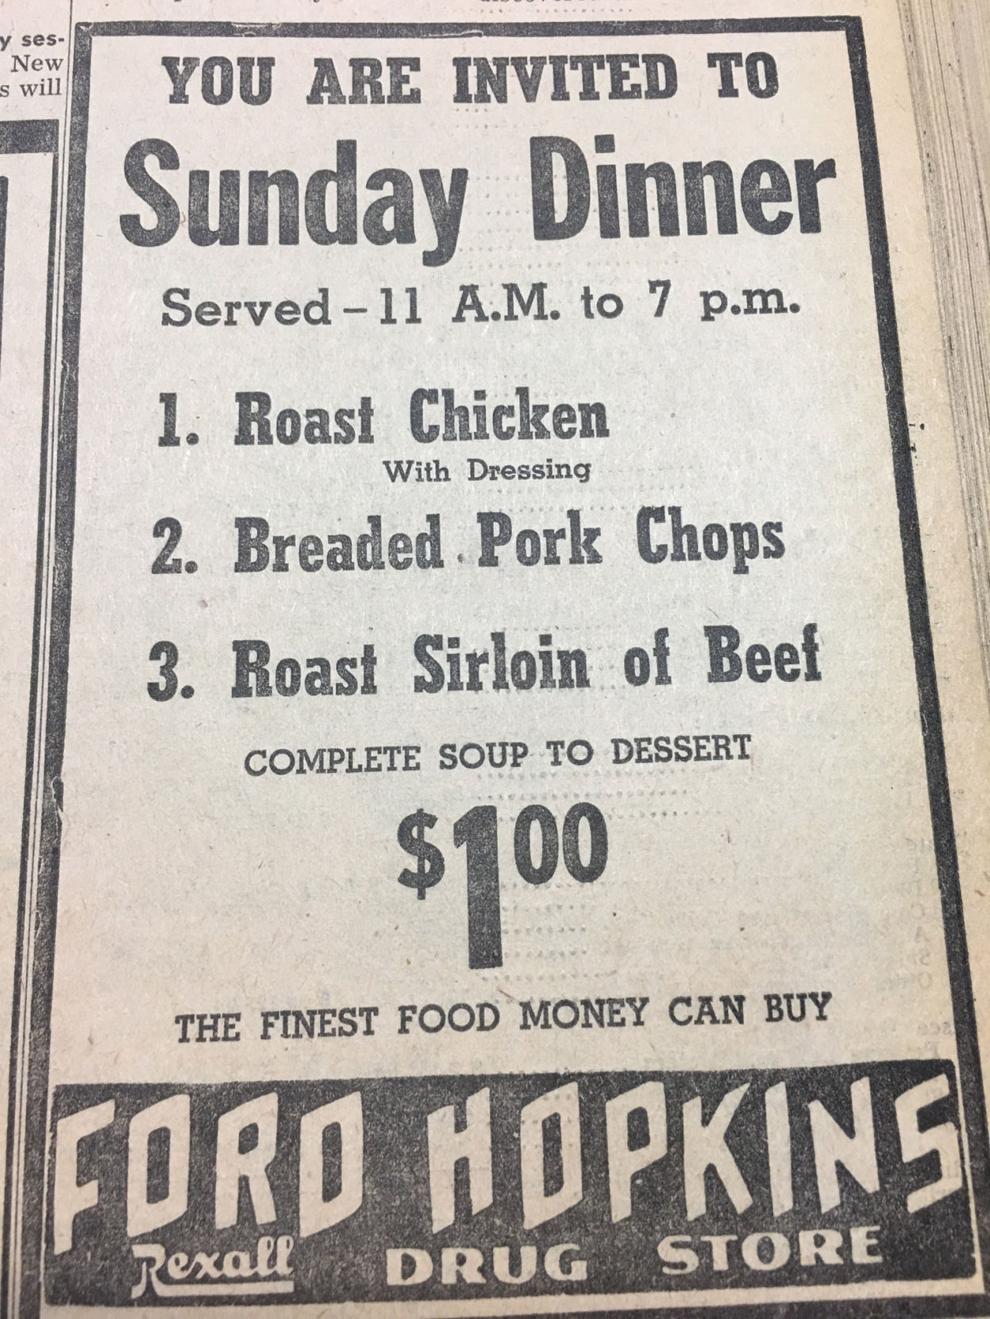 y ses-
New
s will
YOU ARE INVITED TO
Sunday Dinner
Served – 11 A.M. to 7 p.m.
1. Roast Chicken
With Dressing
2. Breaded Pork Chops
3. Roast Sirloin of Beef
COMPLETE SOUP TO DESSERT
$1 00
THE FINEST FOOD MONEY CAN BUY
FORD HOPKINS
Rexall DRUG STORE